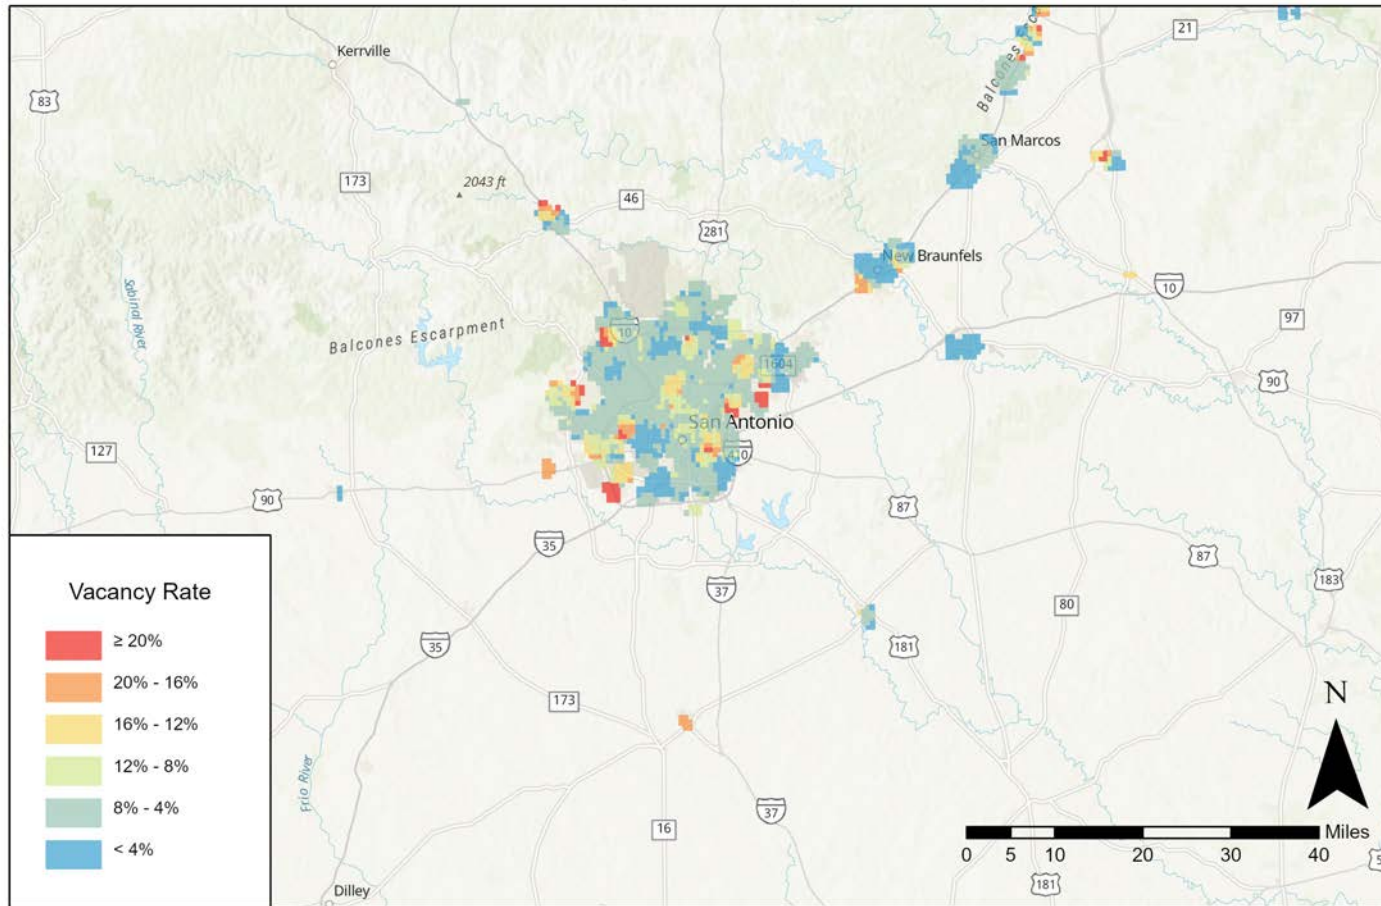 Kerrville
21
83
Balcones
San Marcos
173
2043 ft
46
281
New Braunfels
10
Sabinal River
Balcones Escarpment
10
97
1604
90
San Antonio
127
410
90
87
35
87
Vacancy Rate
37
183
≥ 20%
80
35
181
20% - 16%
173
N
16% - 12%
12% - 8%
Frio River
8% - 4%
37
16
Miles
< 4%
0 5 10 20 30 40
Dilley
181